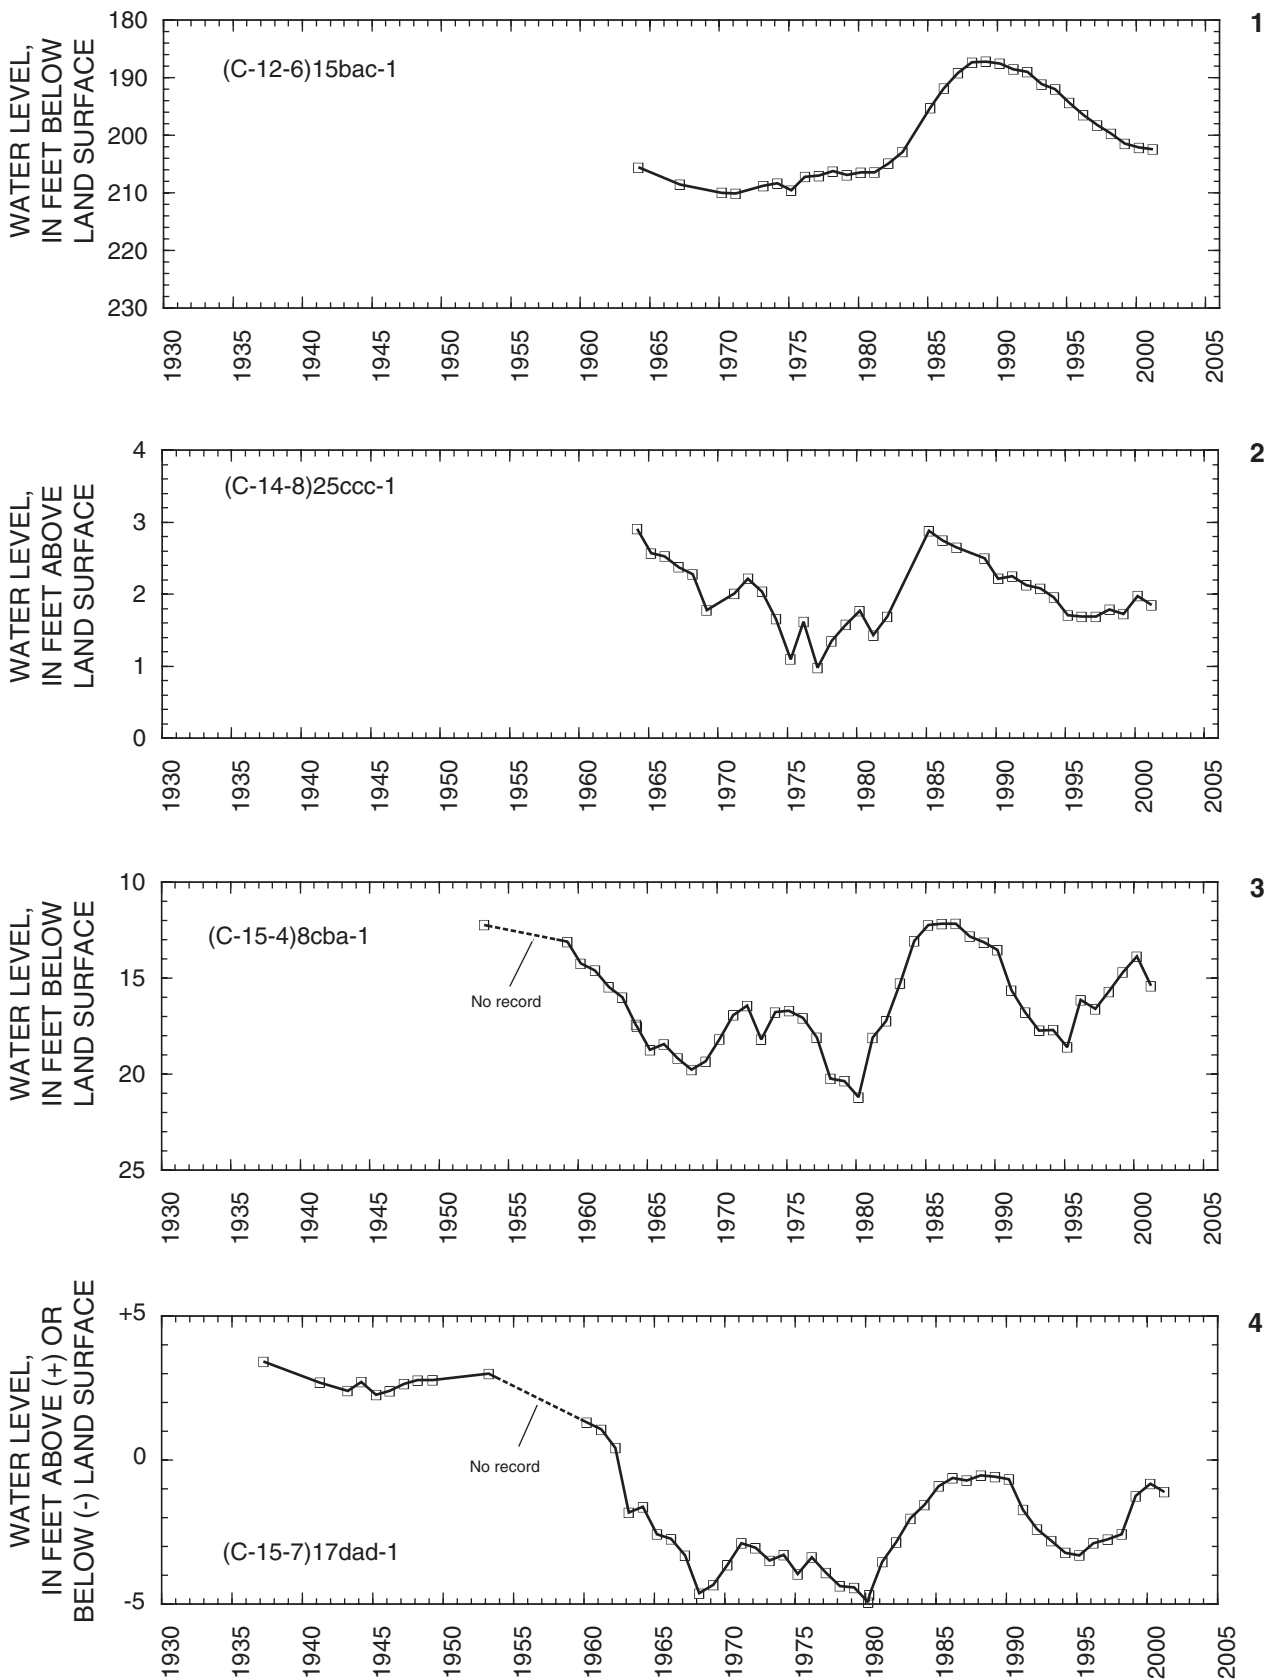 1
WATER LEVEL,
IN FEET BELOW
LAND SURFACE
180
190
200
210
220
230
(C-12-6)15bac-1
1930 1935 1940 1945 1950 1955 1960 1965 1970 1975 1980 1985 1990 1995 2000 2005
2
WATER LEVEL,
IN FEET ABOVE
LAND SURFACE
4
3
2
1
0
(C-14-8)25ccc-1
1930 1935 1940 1945 1950 1955 1960 1965 1970 1975 1980 1985 1990 1995 2000 2005
3
WATER LEVEL,
IN FEET BELOW
LAND SURFACE
10
15
20
25
(C-15-4)8cba-1
No record
1930 1935 1940 1945 1950 1955 1960 1965 1970 1975 1980 1985 1990 1995 2000 2005
4
WATER LEVEL,
IN FEET ABOVE (+) OR
BELOW (-) LAND SURFACE
+5
0
-5
No record
(C-15-7)17dad-1
1930 1935 1940 1945 1950 1955 1960 1965 1970 1975 1980 1985 1990 1995 2000 2005